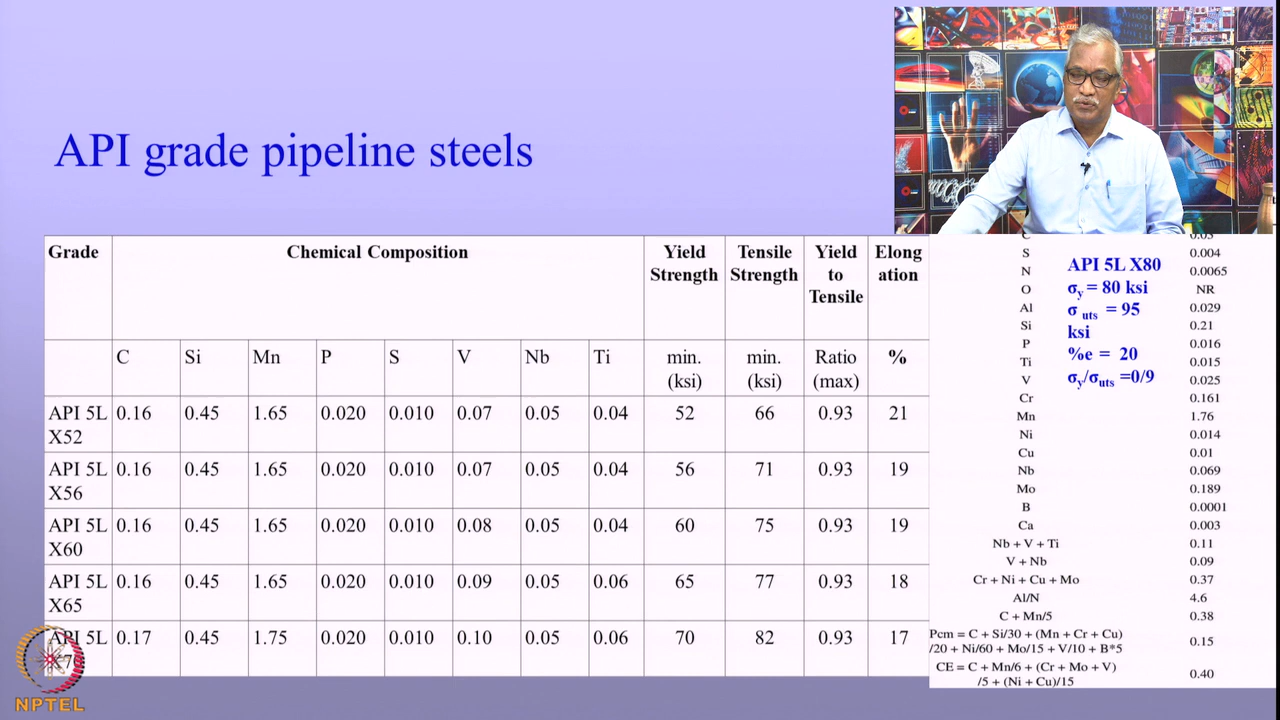 API grade pipeline steels
Grade Chemical Composition Yield Strength Tensile Strength Yield to Tensile Elong ation
C Si Mn P S V Nb Ti min. (ksi) min. (ksi) Ratio (max) %
API 5L X52 0.16 0.45 1.65 0.020 0.010 0.07 0.05 0.04 52 66 0.93 21
API 5L X56 0.16 0.45 1.65 0.020 0.010 0.07 0.05 0.04 56 71 0.93 19
API 5L X60 0.16 0.45 1.65 0.020 0.010 0.08 0.05 0.04 60 75 0.93 19
API 5L X65 0.16 0.45 1.65 0.020 0.010 0.09 0.05 0.06 65 77 0.93 18
API 5L 0.17 0.45 1.75 0.020 0.010 0.10 0.05 0.06 70 82 0.93 17
C 0.03
S 0.004
N 0.0065
O NR
Al 0.029
Si 0.21
P 0.016
Ti 0.015
V 0.025
Cr 0.161
Mn 1.76
Ni 0.014
Cu 0.01
Nb 0.069
Mo 0.189
B 0.0001
Ca 0.003
Nb + V + Ti 0.11
V + Nb 0.09
Cr + Ni + Cu + Mo 0.37
Al/N 4.6
C + Mn/5 0.38
Pcm = C + Si/30 + (Mn + Cr + Cu)
/20 + Ni/60 + Mo/15 + V/10 + B*5 0.15
CE = C + Mn/6 + (Cr + Mo + V)
/5 + (Ni + Cu)/15 0.40
API 5L X80
σy = 80 ksi
σ uts = 95
ksi
%e = 20
σy/σuts =0/9
NPTEL